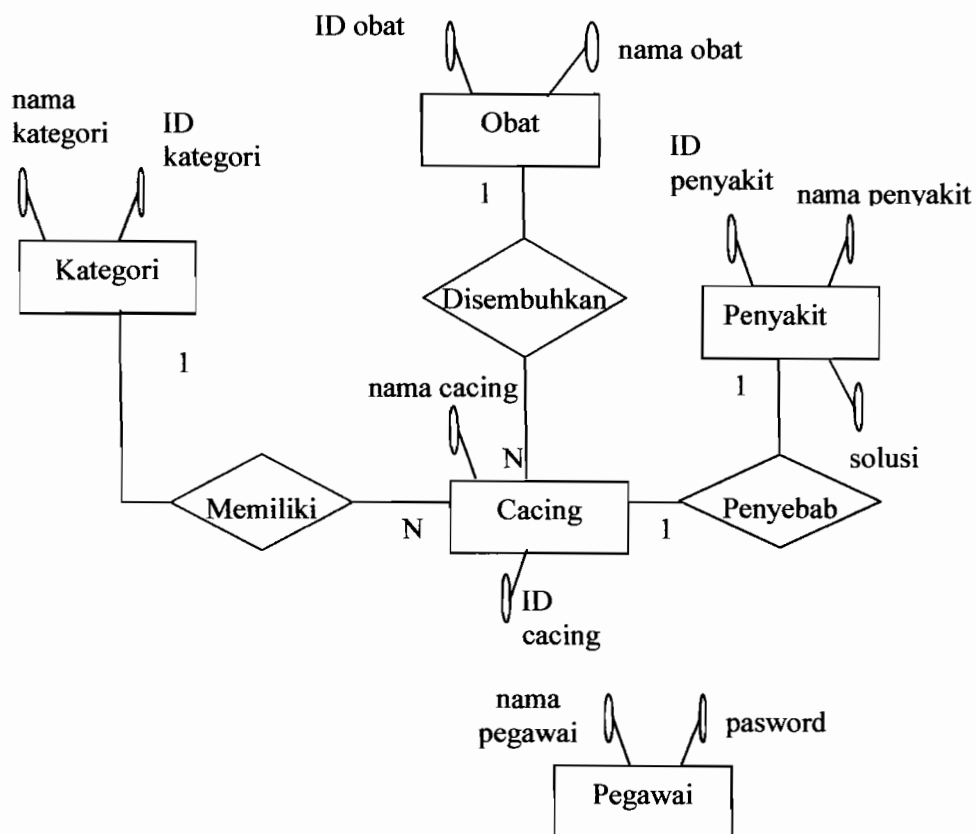 ID obat
nama obat
Obat
nama
kategori
ID
kategori
ID
penyakit
nama penyakit
1
Kategori
Disembuhkan
Penyakit
1
1
nama cacing
solusi
N
Memiliki
Cacing
Penyebab
N
1
ID
cacing
nama
pegawai
pasword
Pegawai